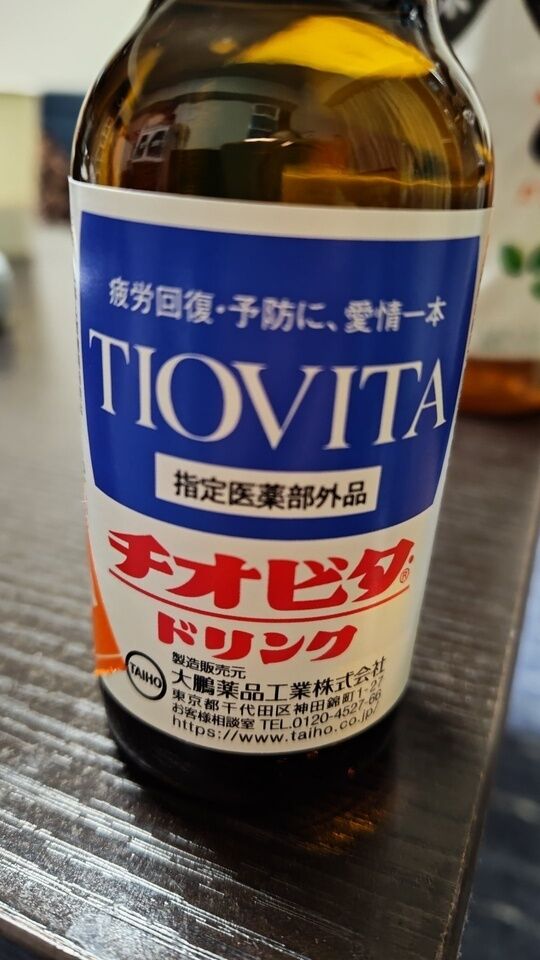 疲労回復・予防に、愛情一本
TIOVITA
指定医薬部外品
チオビタ®
ドリンク
製造販売元
TAIHO 大鵬薬品工業株式会社
東京都千代田区神田錦町1-27
お客様相談室 TEL.0120-4527-66
https://www.taiho.co.jp/